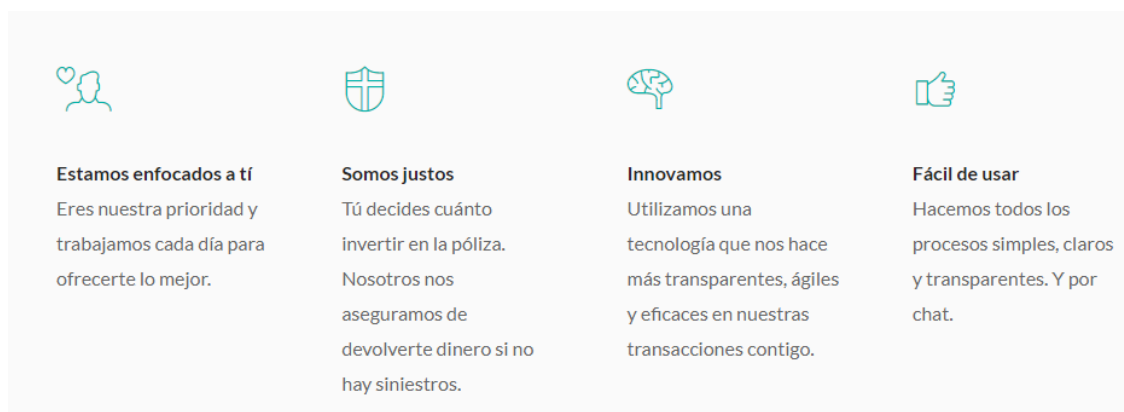 Estamos enfocados a tí
Eres nuestra prioridad y
trabajamos cada día para
ofrecerte lo mejor.
Somos justos
Tú decides cuánto
invertir en la póliza.
Nosotros nos
aseguramos de
devolverte dinero si no
hay siniestros.
Innovamos
Utilizamos una
tecnología que nos hace
más transparentes, ágiles
y eficaces en nuestras
transacciones contigo.
Fácil de usar
Hacemos todos los
procesos simples, claros
y transparentes. Y por
chat.